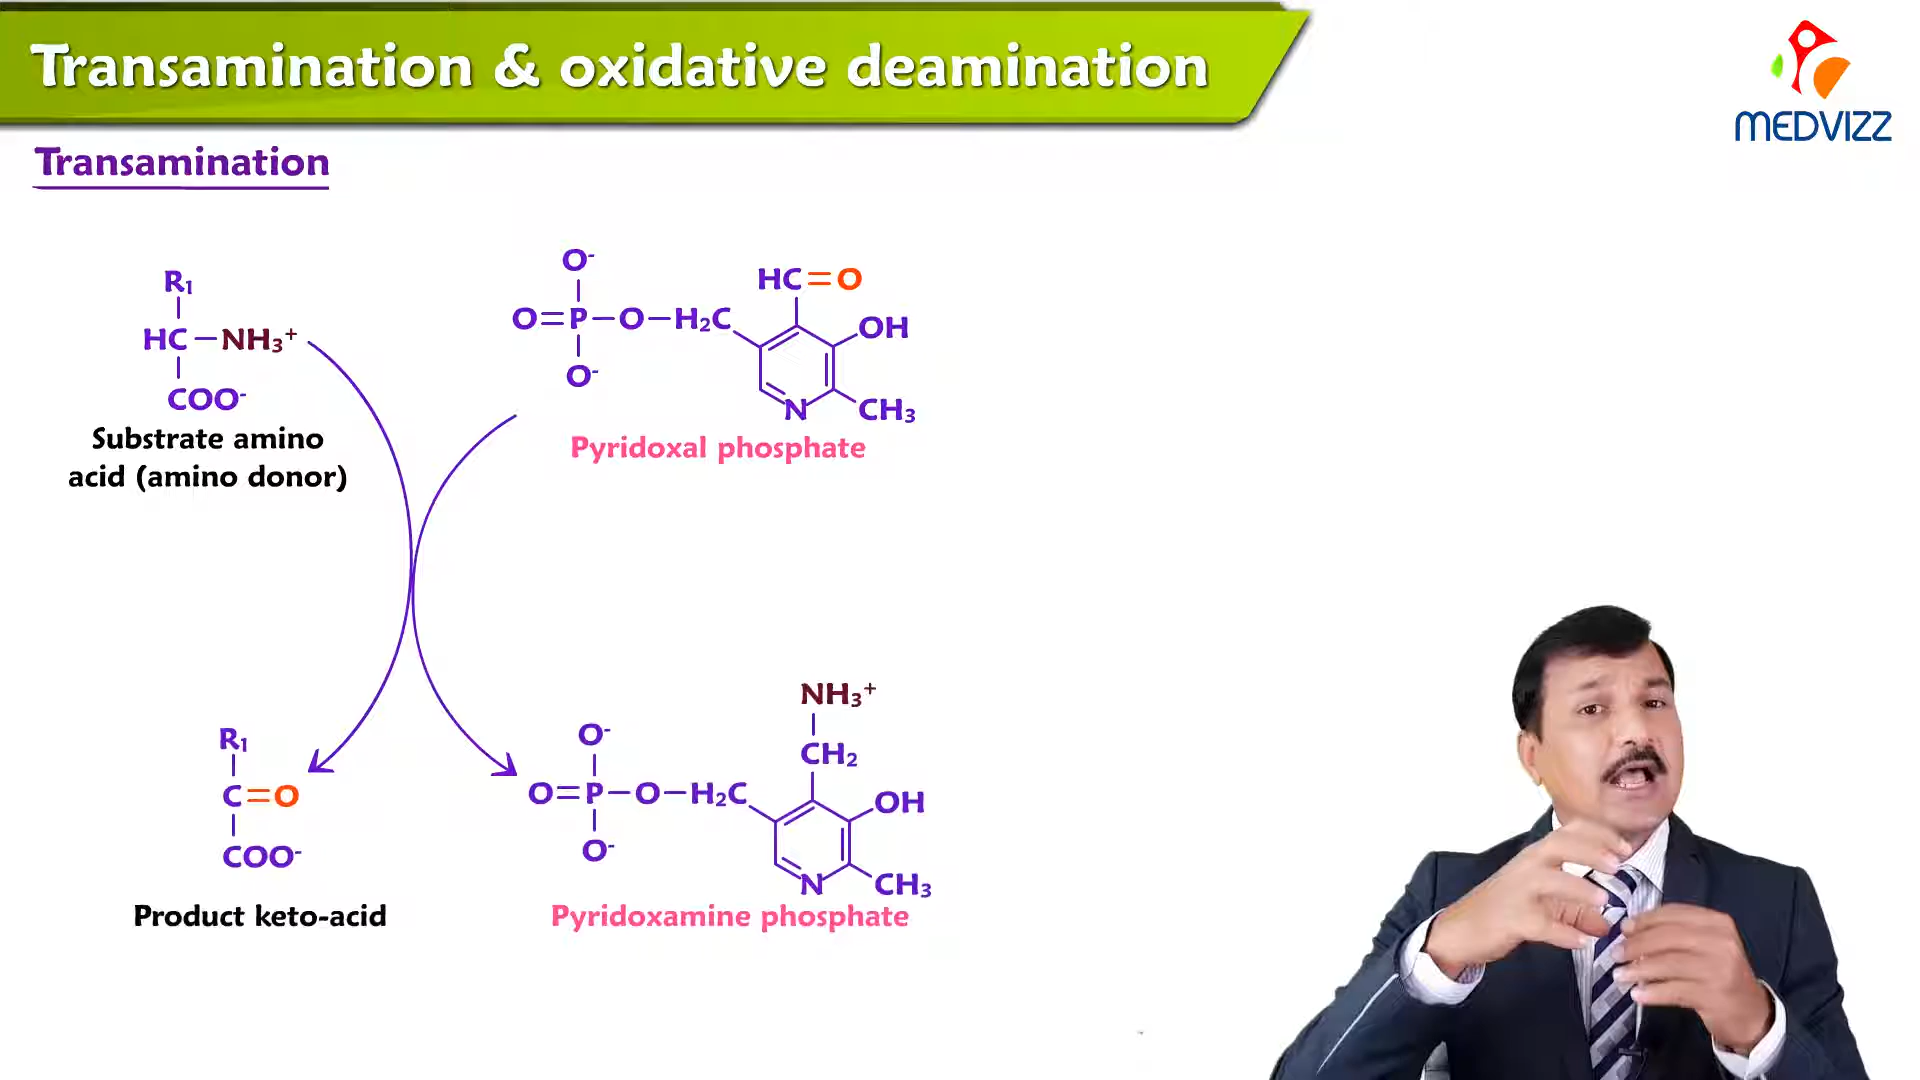 Transamination & oxidative deamination
MEDVIZZ
Transamination
R₁
HC—NH₃⁺
COO⁻
Substrate amino
acid (amino donor)
O⁻
O=P—O—H₂C
O⁻
HC=O
OH
N
CH₃
Pyridoxal phosphate
R₁
C=O
COO⁻
Product keto-acid
NH₃⁺
CH₂
O⁻
O=P—O—H₂C
O⁻
OH
N
CH₃
Pyridoxamine phosphate